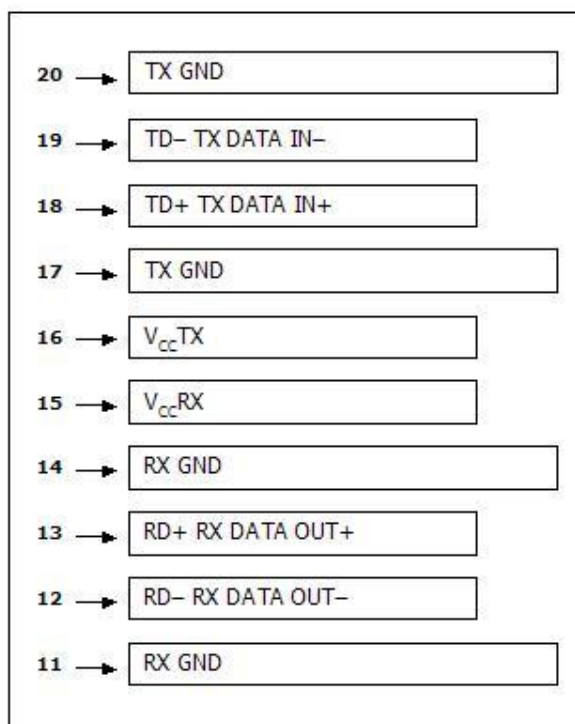 20 TX GND
19 TD– TX DATA IN–
18 TD+ TX DATA IN+
17 TX GND
16 VCCTX
15 VCCRX
14 RX GND
13 RD+ RX DATA OUT+
12 RD– RX DATA OUT–
11 RX GND